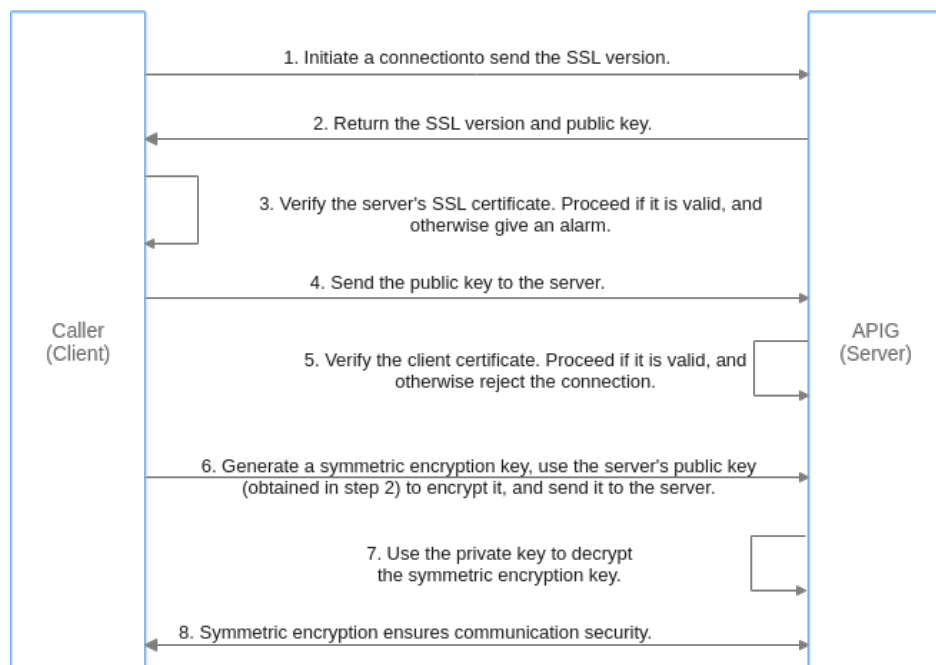 1. Initiate a connectionto send the SSL version.
2. Return the SSL version and public key.
3. Verify the server's SSL certificate. Proceed if it is valid, and
otherwise give an alarm.
4. Send the public key to the server.
Caller
(Client)
APIG
(Server)
5. Verify the client certificate. Proceed if it is valid, and
otherwise reject the connection.
6. Generate a symmetric encryption key, use the server's public key
(obtained in step 2) to encrypt it, and send it to the server.
7. Use the private key to decrypt
the symmetric encryption key.
8. Symmetric encryption ensures communication security.